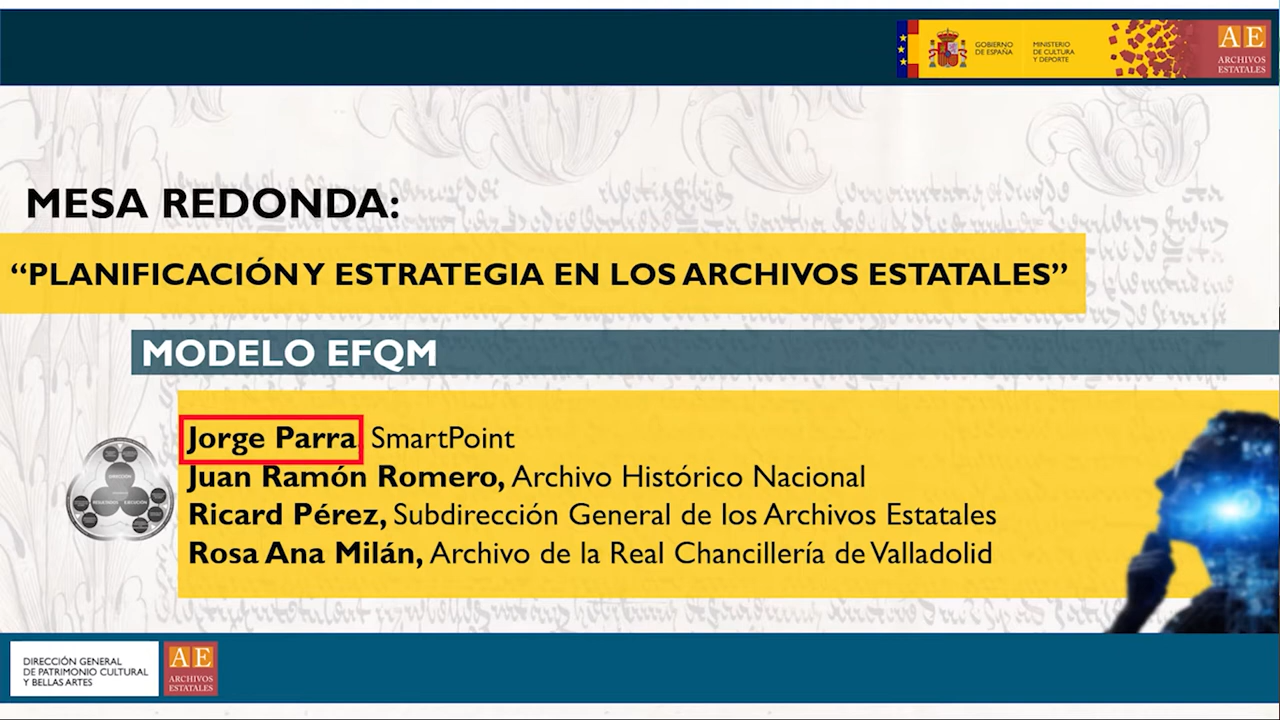 GOBIERNO
DE ESPAÑA
MINISTERIO
DE CULTURA
Y DEPORTE
AE
ARCHIVOS
ESTATALES
MESA REDONDA:
“PLANIFICACIÓN Y ESTRATEGIA EN LOS ARCHIVOS ESTATALES”
MODELO EFQM
Jorge Parra SmartPoint
Juan Ramón Romero, Archivo Histórico Nacional
Ricard Pérez, Subdirección General de los Archivos Estatales
Rosa Ana Milán, Archivo de la Real Chancillería de Valladolid
DIRECCIÓN
RESULTADOS
EJECUCIÓN
DIRECCIÓN GENERAL
DE PATRIMONIO CULTURAL
Y BELLAS ARTES
AE
ARCHIVOS
ESTATALES